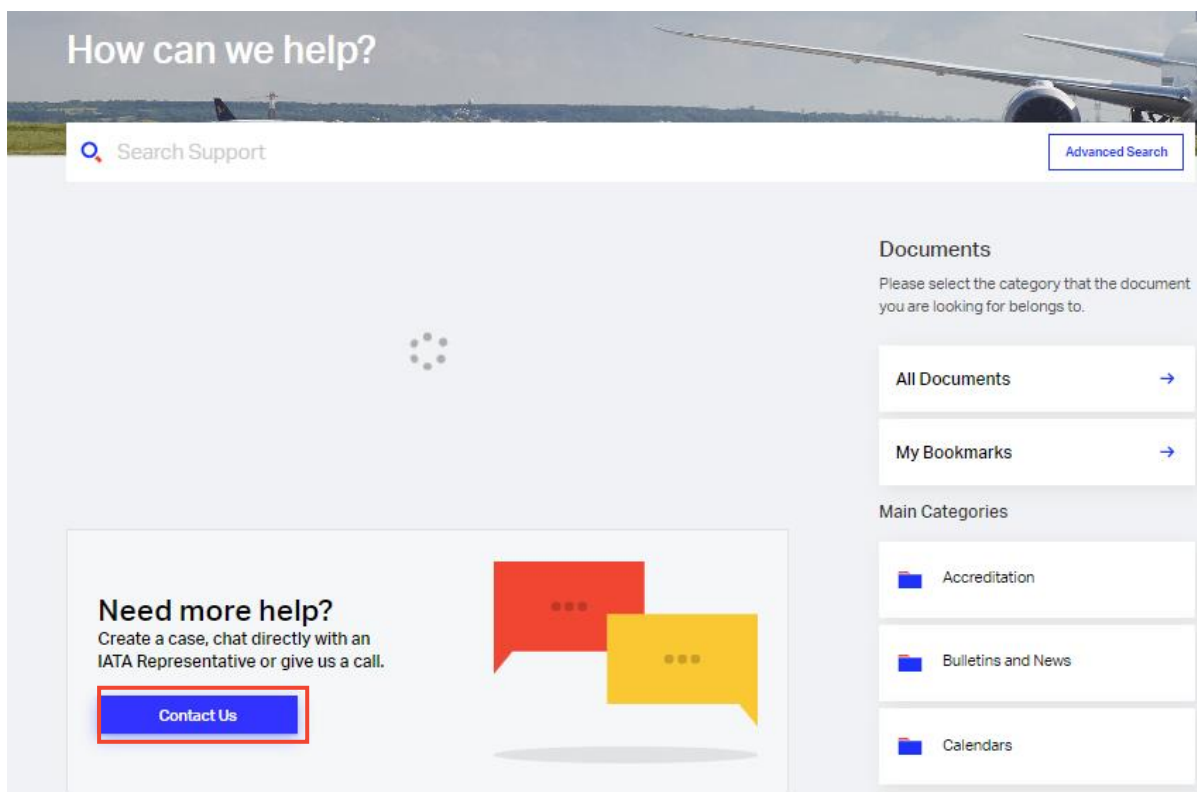 How can we help?
Search Support
Advanced Search
Documents
Please select the category that the document
you are looking for belongs to.
All Documents
My Bookmarks
Main Categories
Accreditation
Bulletins and News
Calendars
Need more help?
Create a case, chat directly with an
IATA Representative or give us a call.
Contact Us